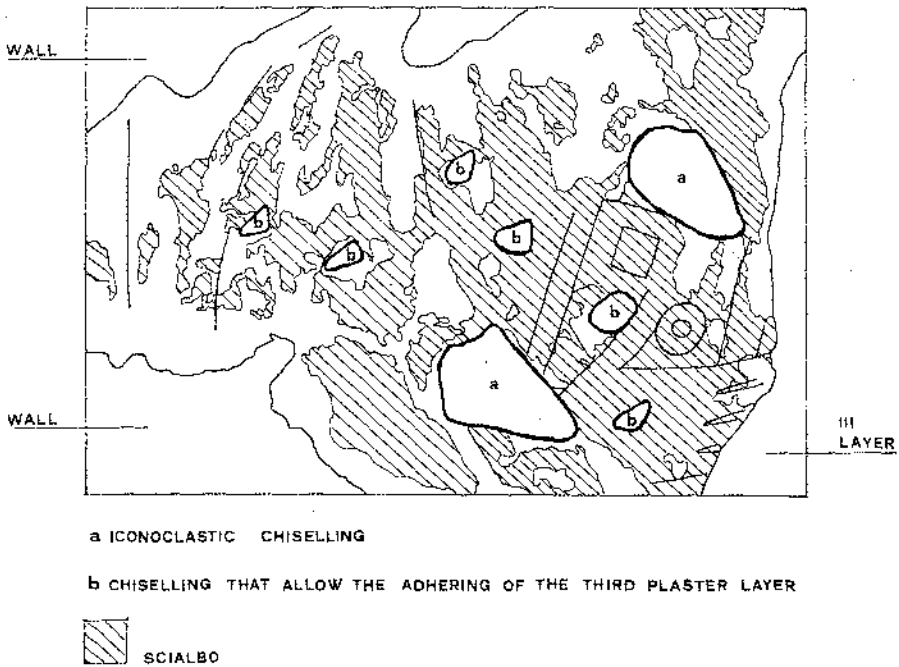 WALL
a
b
b
b
b
b
a
b
WALL
III
LAYER
a ICONOCLASTIC CHISELLING
b CHISELLING THAT ALLOW THE ADHERING OF THE THIRD PLASTER LAYER
SCIALBO